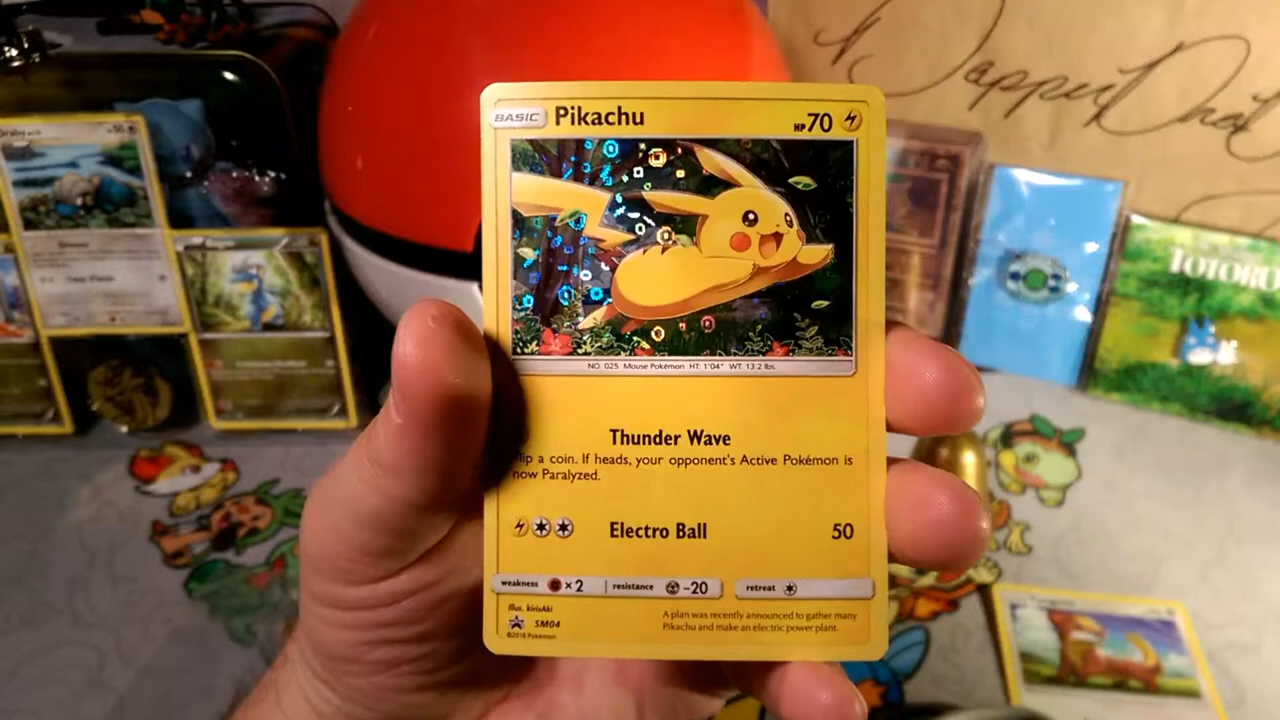 BASIC Pikachu HP70
NO. 025 Mouse Pokémon HT: 1'04" WT: 13.2 lbs.
Thunder Wave
lip a coin. If heads, your opponent's Active Pokémon is
now Paralyzed.
Electro Ball 50
weakness ×2 resistance -20 retreat
Illus. kirisAki
SM04
©2016 Pokémon
A plan was recently announced to gather many
Pikachu and make an electric power plant.
TOTORO